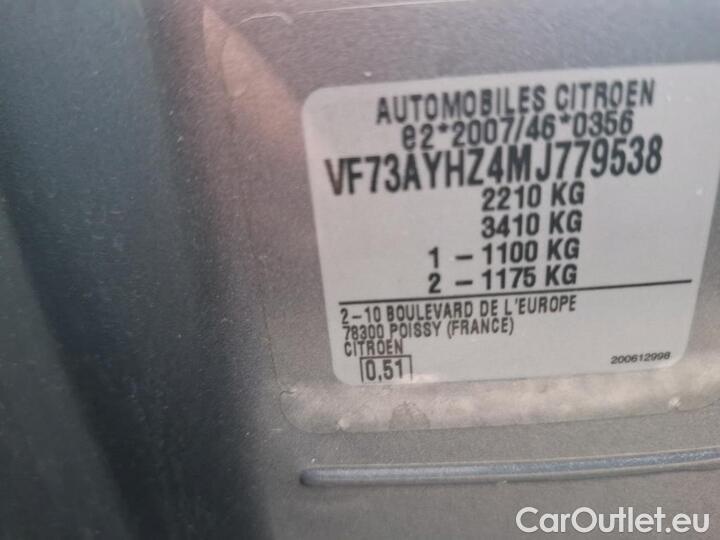 AUTOMOBILES CITROEN
e2*2007/46*0356
VF73AYHZ4MJ779538
2210 KG
3410 KG
1 – 1100 KG
2 – 1175 KG
2–10 BOULEVARD DE L'EUROPE
78300 POISSY (FRANCE)
CITROEN
0,51
200612998
CarOutlet.eu